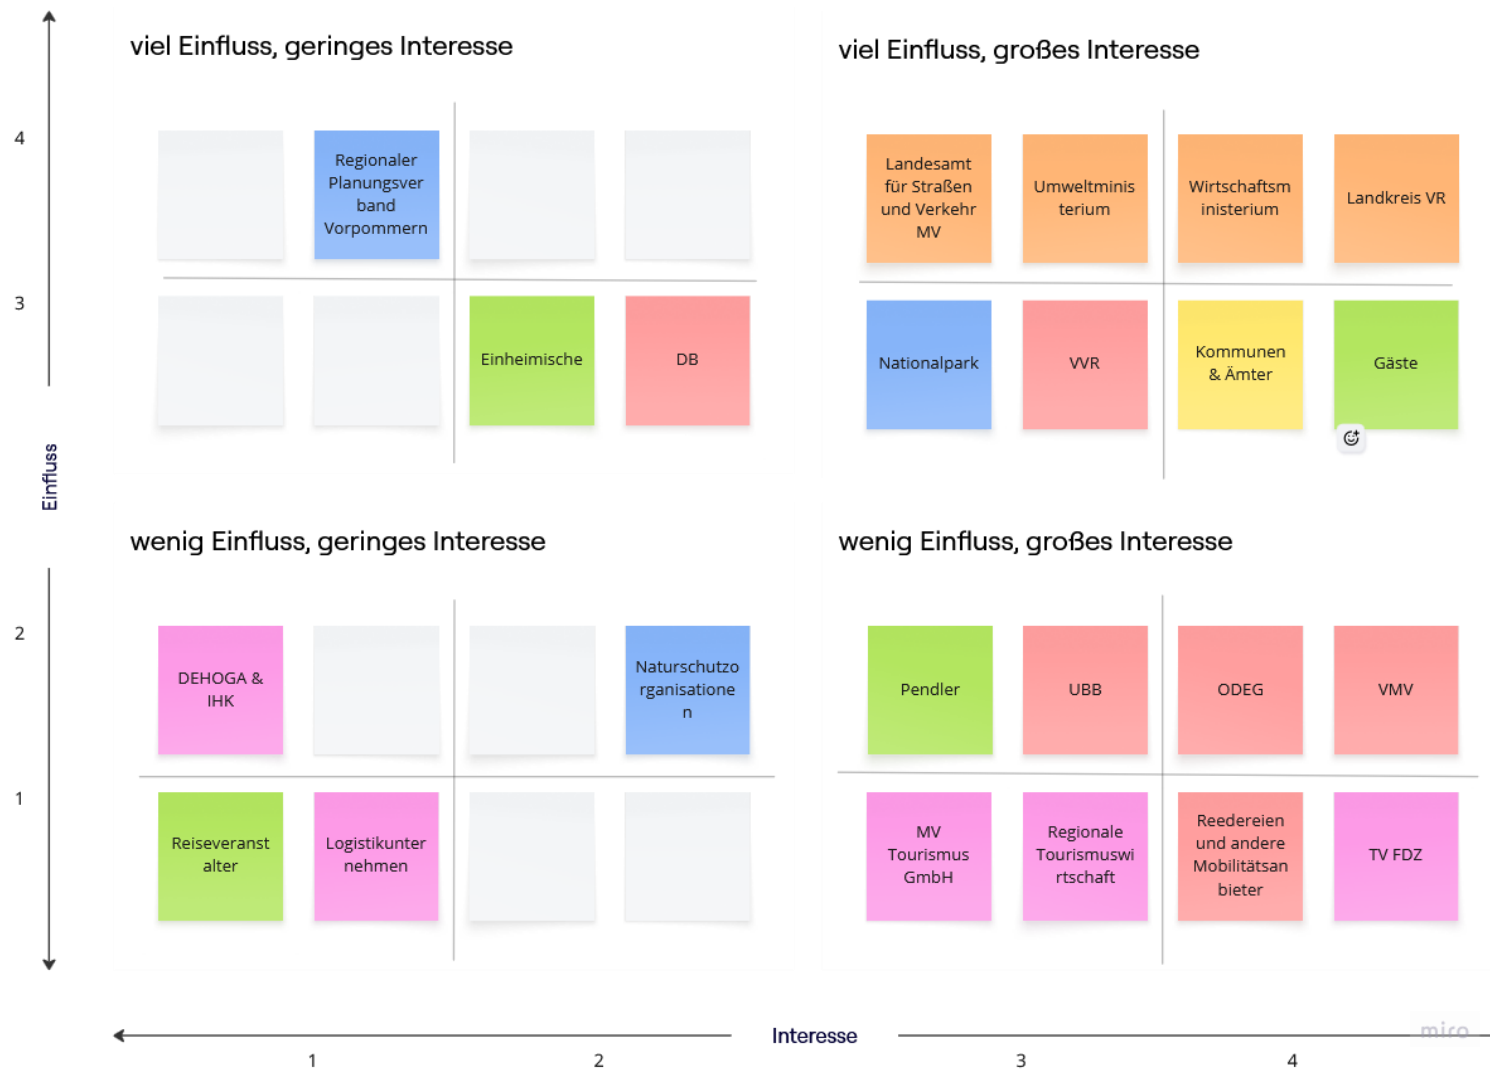 viel Einfluss, geringes Interesse
viel Einfluss, großes Interesse
4
Regionaler
Planungsver
band
Vorpommern
Landesamt
für Straßen
und Verkehr
MV
Umweltminis
terium
Wirtschaftsm
inisterium
Landkreis VR
3
Einheimische
DB
Nationalpark
VVR
Kommunen
& Ämter
Gäste
Einfluss
wenig Einfluss, geringes Interesse
wenig Einfluss, großes Interesse
2
DEHOGA &
IHK
Naturschutzo
rganisatione
n
Pendler
UBB
ODEG
VMV
1
Reiseveranst
alter
Logistikunter
nehmen
MV
Tourismus
GmbH
Regionale
Tourismuswi
rtschaft
Reedereien
und andere
Mobilitätsan
bieter
TV FDZ
Interesse
miro
1
2
3
4